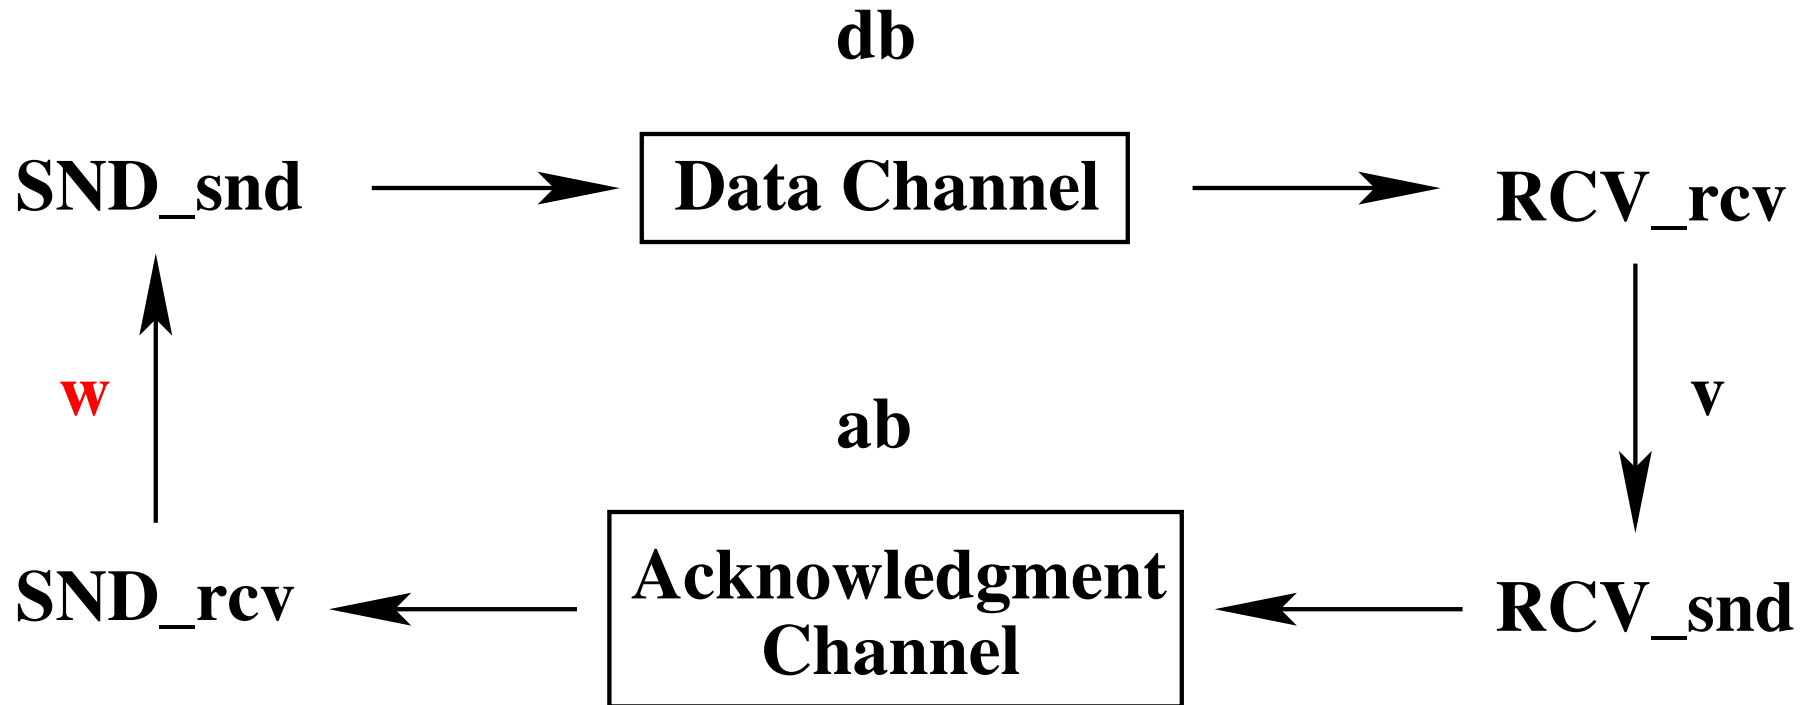 db
SND_snd
Data Channel
RCV_rcv
w
v
ab
SND_rcv
Acknowledgment
Channel
RCV_snd